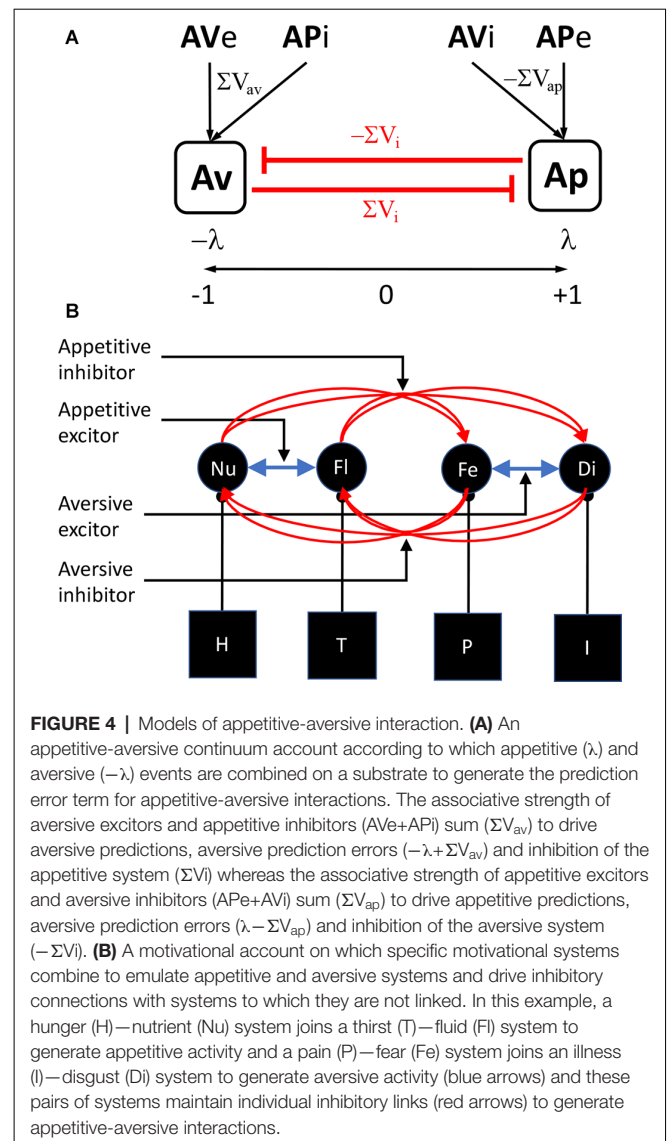 A
AVe APi AVi APe
ΣVav −ΣVap
−ΣVi
Av Ap
ΣVi
−λ λ
-1 0 +1
B
Appetitive
inhibitor
Appetitive
excitor
Nu Fl Fe Di
Aversive
excitor
Aversive
inhibitor
H T P I
FIGURE 4 | Models of appetitive-aversive interaction. (A) An
appetitive-aversive continuum account according to which appetitive (λ) and
aversive (−λ) events are combined on a substrate to generate the prediction
error term for appetitive-aversive interactions. The associative strength of
aversive excitors and appetitive inhibitors (AVe+APi) sum (ΣVav) to drive
aversive predictions, aversive prediction errors (−λ+ΣVav) and inhibition of the
appetitive system (ΣVi) whereas the associative strength of appetitive excitors
and aversive inhibitors (APe+AVi) sum (ΣVap) to drive appetitive predictions,
aversive prediction errors (λ−ΣVap) and inhibition of the aversive system
(−ΣVi). (B) A motivational account on which specific motivational systems
combine to emulate appetitive and aversive systems and drive inhibitory
connections with systems to which they are not linked. In this example, a
hunger (H)—nutrient (Nu) system joins a thirst (T)—fluid (Fl) system to
generate appetitive activity and a pain (P)—fear (Fe) system joins an illness
(I)—disgust (Di) system to generate aversive activity (blue arrows) and these
pairs of systems maintain individual inhibitory links (red arrows) to generate
appetitive-aversive interactions.